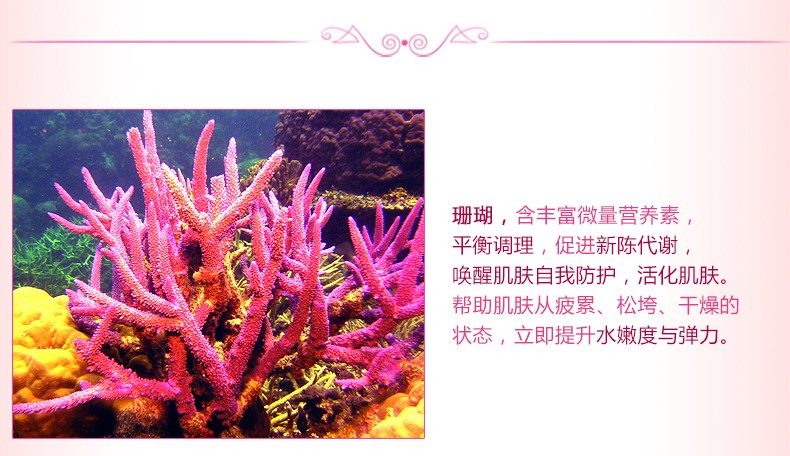 珊瑚，含丰富微量营养素，
平衡调理，促进新陈代谢，
唤醒肌肤自我防护，活化肌肤。
帮助肌肤从疲累、松垮、干燥的
状态，立即提升水嫩度与弹力。